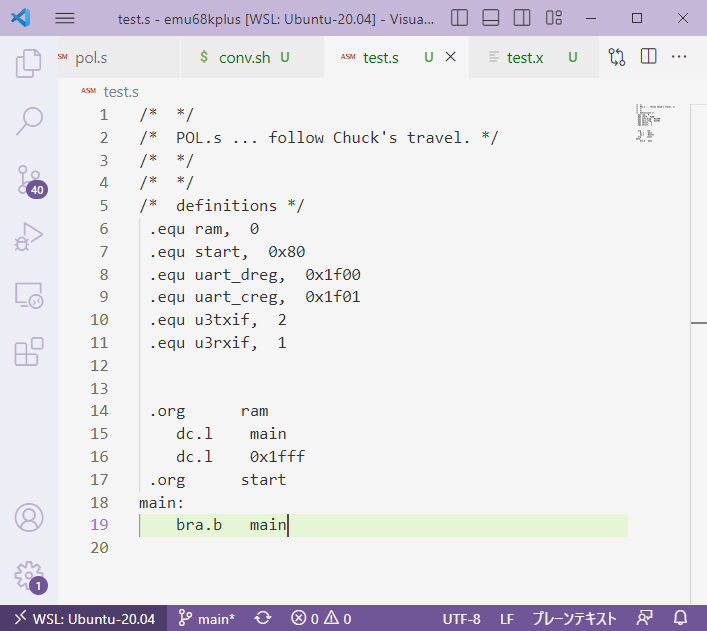 test.s - emu68kplus [WSL: Ubuntu-20.04] - Visua...
ASM pol.s
$ conv.sh U
ASM test.s U
test.x U
ASM test.s
1 /*  */
2 /*  POL.s ... follow Chuck's travel. */
3 /*  */
4 /*  */
5 /*  definitions */
6  .equ ram,  0
7  .equ start,  0x80
8  .equ uart_dreg,  0x1f00
9  .equ uart_creg,  0x1f01
10  .equ u3txif,  2
11  .equ u3rxif,  1
12
13
14  .org      ram
15     dc.l    main
16     dc.l    0x1fff
17  .org      start
18 main:
19     bra.b   main
20
40
1
WSL: Ubuntu-20.04 main* 0 0 UTF-8 LF プレーンテキスト